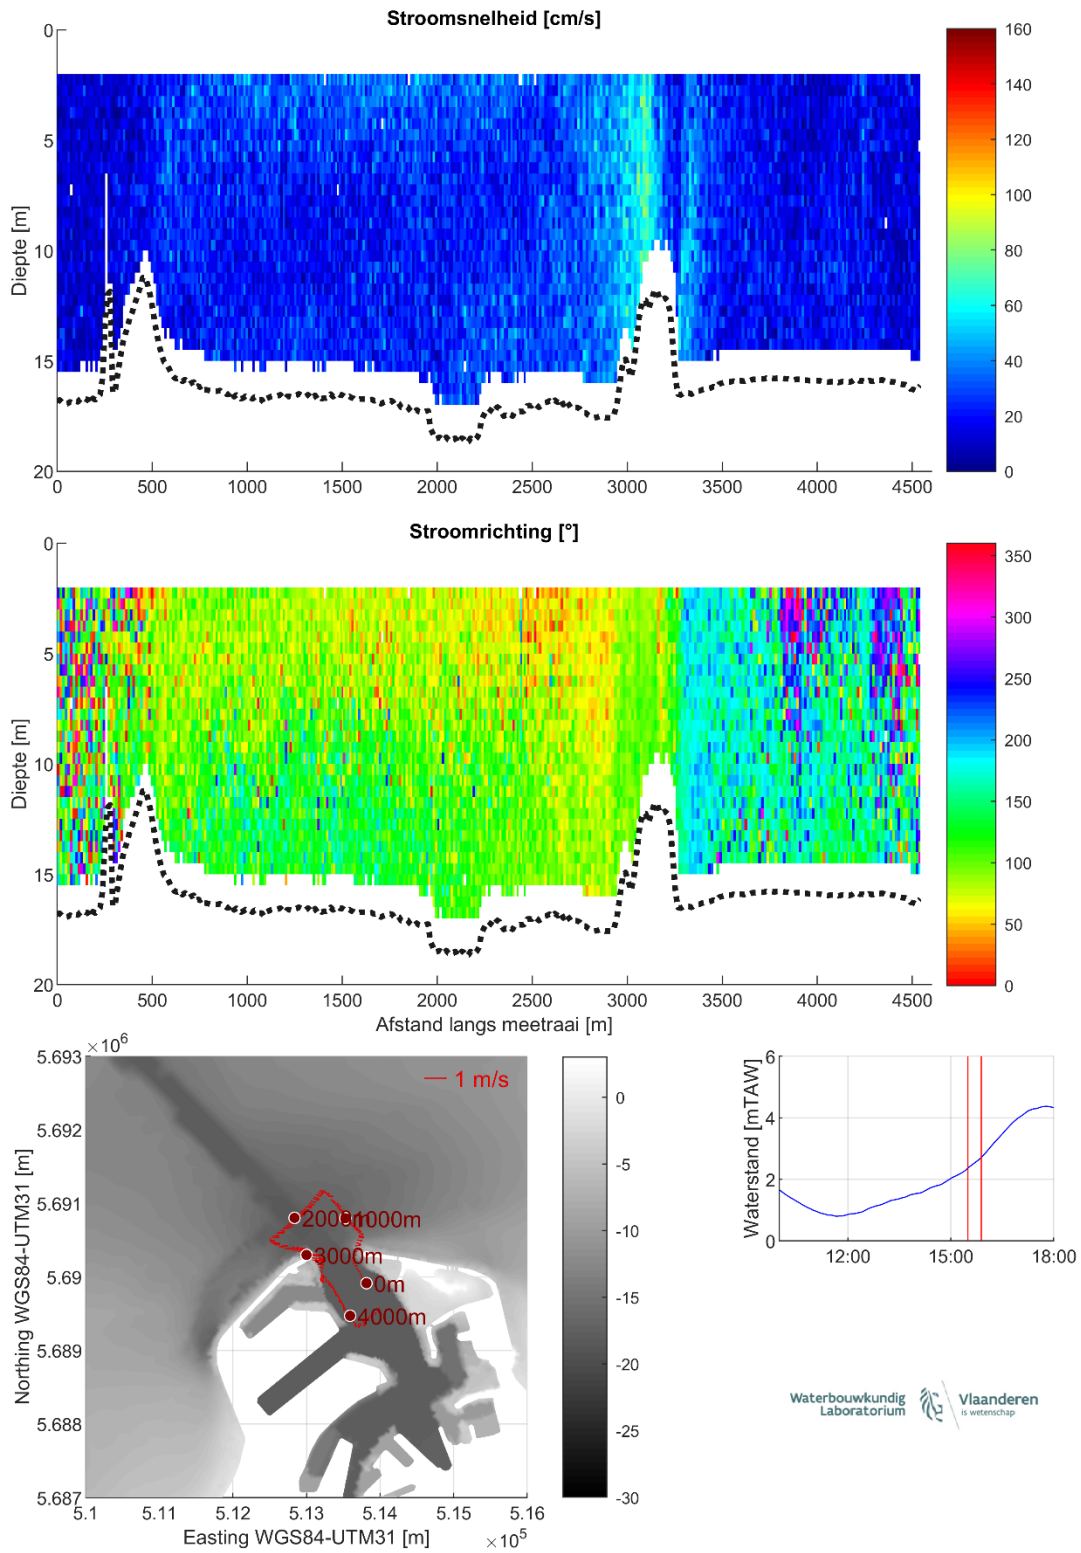 Stroomsnelheid [cm/s]
0
5
10
15
20
Diepte [m]
0 500 1000 1500 2000 2500 3000 3500 4000 4500
160
140
120
100
80
60
40
20
0
Stroomrichting [°]
0
5
10
15
20
Diepte [m]
0 500 1000 1500 2000 2500 3000 3500 4000 4500
Afstand langs meetraai [m]
350
300
250
200
150
100
50
0
×10⁶
5.693
5.692
5.691
5.69
5.689
5.688
5.687
Northing WGS84-UTM31 [m]
1 m/s
2000m
1000m
3000m
0m
4000m
5.1 5.11 5.12 5.13 5.14 5.15 5.16
Easting WGS84-UTM31 [m]
×10⁵
0
-5
-10
-15
-20
-25
-30
6
4
2
0
Waterstand [mTAW]
12:00 15:00 18:00
Waterbouwkundig
Laboratorium
Vlaanderen
is wetenschap